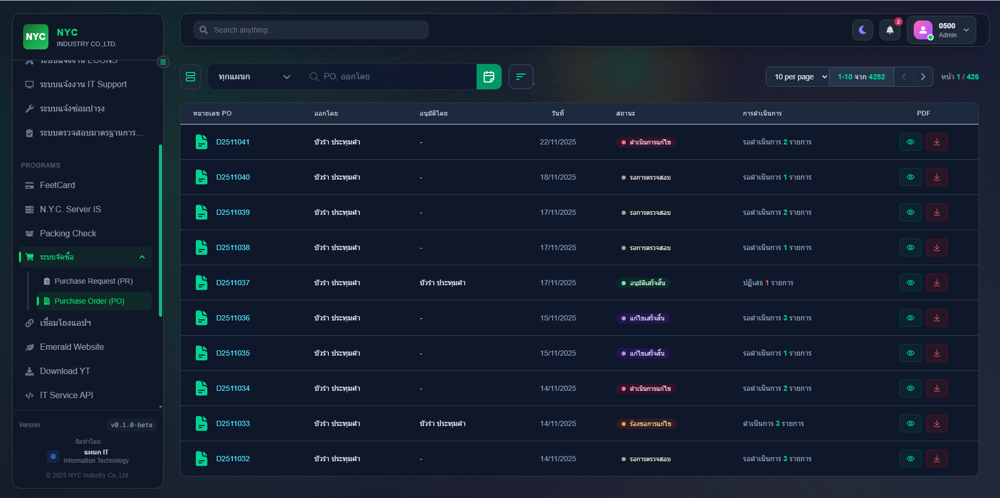 NYC
NYC
INDUSTRY CO.,LTD.
ระบบแจ้งงาน ECONS
ระบบแจ้งงาน IT Support
ระบบแจ้งซ่อมบำรุง
ระบบตรวจสอบมาตรฐานการ...
PROGRAMS
FeetCard
N.Y.C. Server IS
Packing Check
ระบบจัดซื้อ
Purchase Request (PR)
Purchase Order (PO)
เชื่อมโยงแอปฯ
Emerald Website
Download YT
IT Service API
Version v0.1.0-beta
จัดทำโดย
แผนก IT
Information Technology
© 2025 NYC Industry Co.,Ltd.
Search anything...
2
0500
Admin
ทุกแผนก PO, ออกโดย
10 per page 1-10 จาก 4252 หน้า 1 / 426
หมายเลข PO ออกโดย อนุมัติโดย วันที่ สถานะ การดำเนินการ PDF
D2511041 บัวรำ ประทุมคำ - 22/11/2025 ดำเนินการแก้ไข รอดำเนินการ 2 รายการ
D2511040 บัวรำ ประทุมคำ - 18/11/2025 รอการตรวจสอบ รอดำเนินการ 1 รายการ
D2511039 บัวรำ ประทุมคำ - 17/11/2025 รอการตรวจสอบ รอดำเนินการ 2 รายการ
D2511038 บัวรำ ประทุมคำ - 17/11/2025 รอการตรวจสอบ รอดำเนินการ 1 รายการ
D2511037 บัวรำ ประทุมคำ บัวรำ ประทุมคำ 17/11/2025 อนุมัติเสร็จสิ้น ปฏิเสธ 1 รายการ
D2511036 บัวรำ ประทุมคำ - 15/11/2025 แก้ไขเสร็จสิ้น รอดำเนินการ 3 รายการ
D2511035 บัวรำ ประทุมคำ - 15/11/2025 แก้ไขเสร็จสิ้น รอดำเนินการ 1 รายการ
D2511034 บัวรำ ประทุมคำ - 14/11/2025 ดำเนินการแก้ไข รอดำเนินการ 2 รายการ
D2511033 บัวรำ ประทุมคำ บัวรำ ประทุมคำ 14/11/2025 ร้องขอการแก้ไข ดำเนินการ 3 รายการ
D2511032 บัวรำ ประทุมคำ - 14/11/2025 รอการตรวจสอบ รอดำเนินการ 3 รายการ